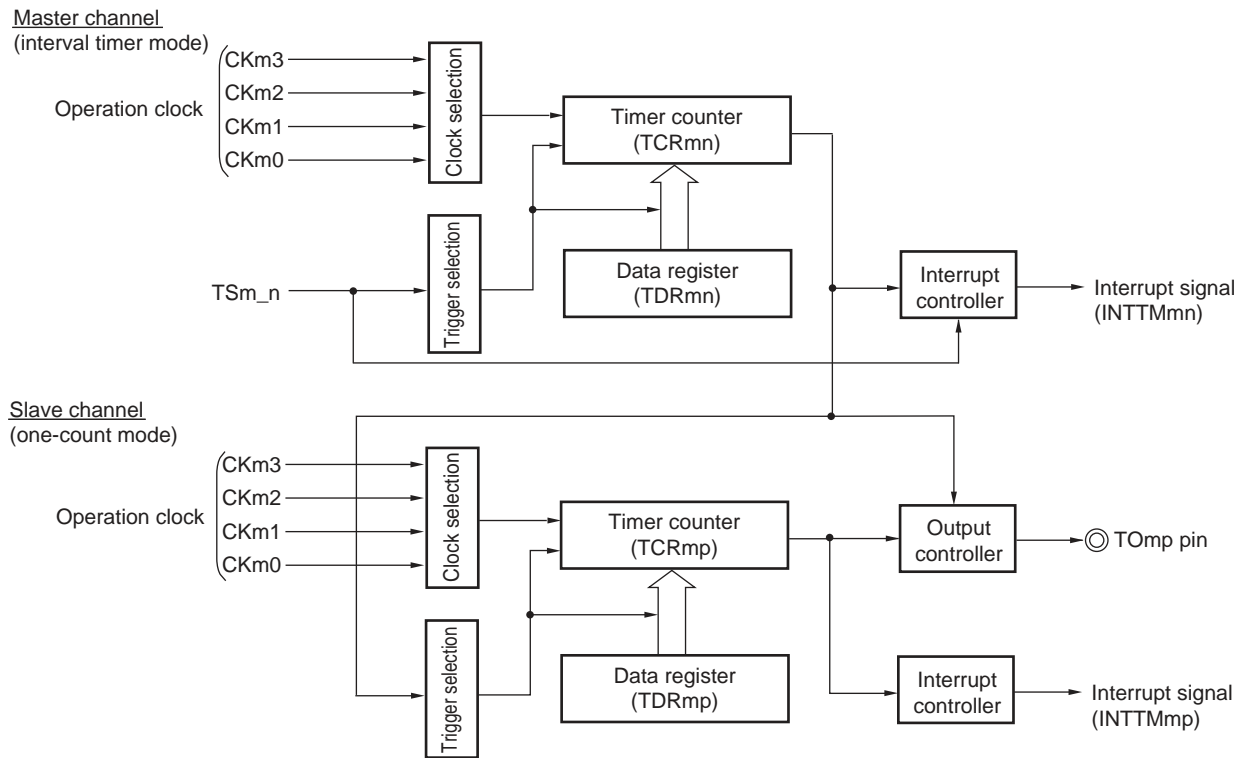 Master channel
(interval timer mode)
CKm3
CKm2
Operation clock
CKm1
CKm0
Clock selection
Timer counter
(TCRmn)
TSm_n
Trigger selection
Data register
(TDRmn)
Interrupt
controller
Interrupt signal
(INTTMmn)
Slave channel
(one-count mode)
CKm3
CKm2
Operation clock
CKm1
CKm0
Clock selection
Timer counter
(TCRmp)
Output
controller
TOmp pin
Trigger selection
Data register
(TDRmp)
Interrupt
controller
Interrupt signal
(INTTMmp)